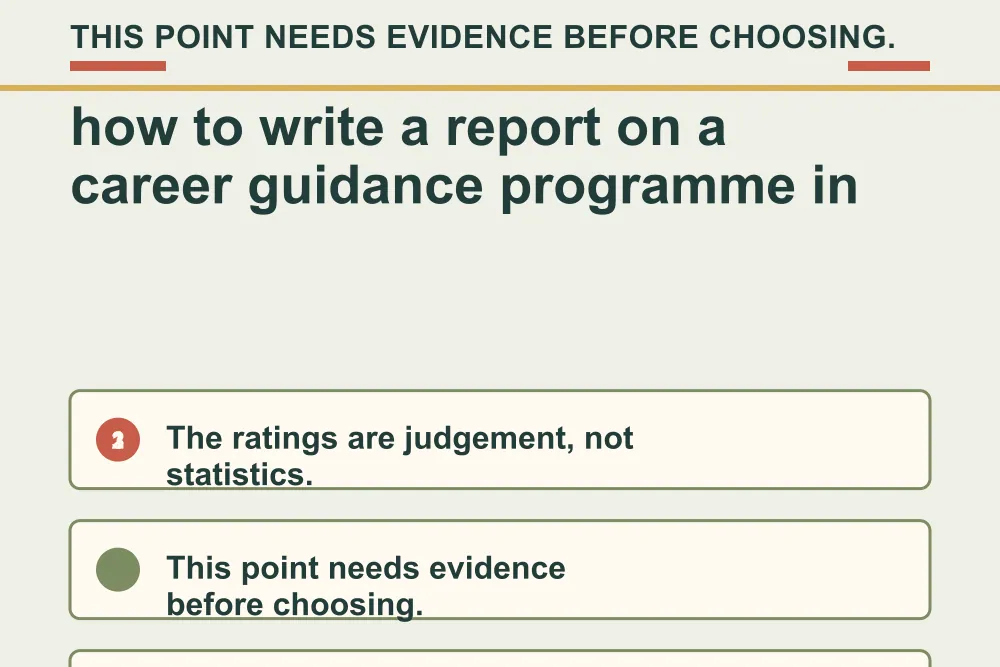 THIS POINT NEEDS EVIDENCE BEFORE CHOOSING.
how to write a report on a
career guidance programme in
The ratings are judgement, not
statistics.
This point needs evidence
before choosing.